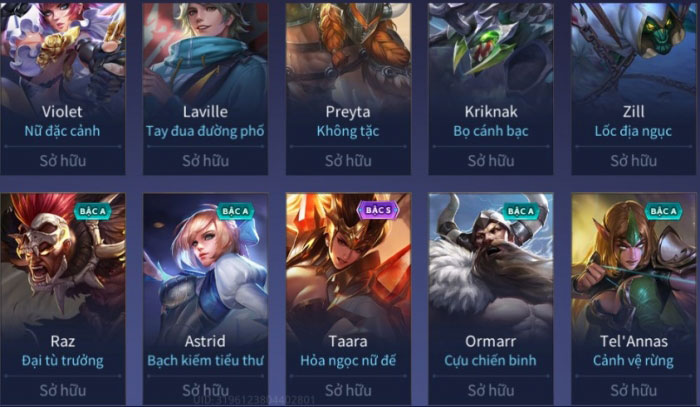 Violet
Nữ đặc cảnh
Sở hữu
Laville
Tay đua đường phố
Sở hữu
Preyta
Không tặc
Sở hữu
Kriknak
Bọ cánh bạc
Sở hữu
Zill
Lốc địa ngục
Sở hữu
BẬC A
Raz
Đại tù trưởng
Sở hữu
BẬC A
Astrid
Bạch kiếm tiểu thư
Sở hữu
BẬC S
Taara
Hỏa ngọc nữ đế
Sở hữu
BẬC A
Ormarr
Cựu chiến binh
Sở hữu
BẬC A
Tel'Annas
Cảnh vệ rừng
Sở hữu
UID: 3196123804402801